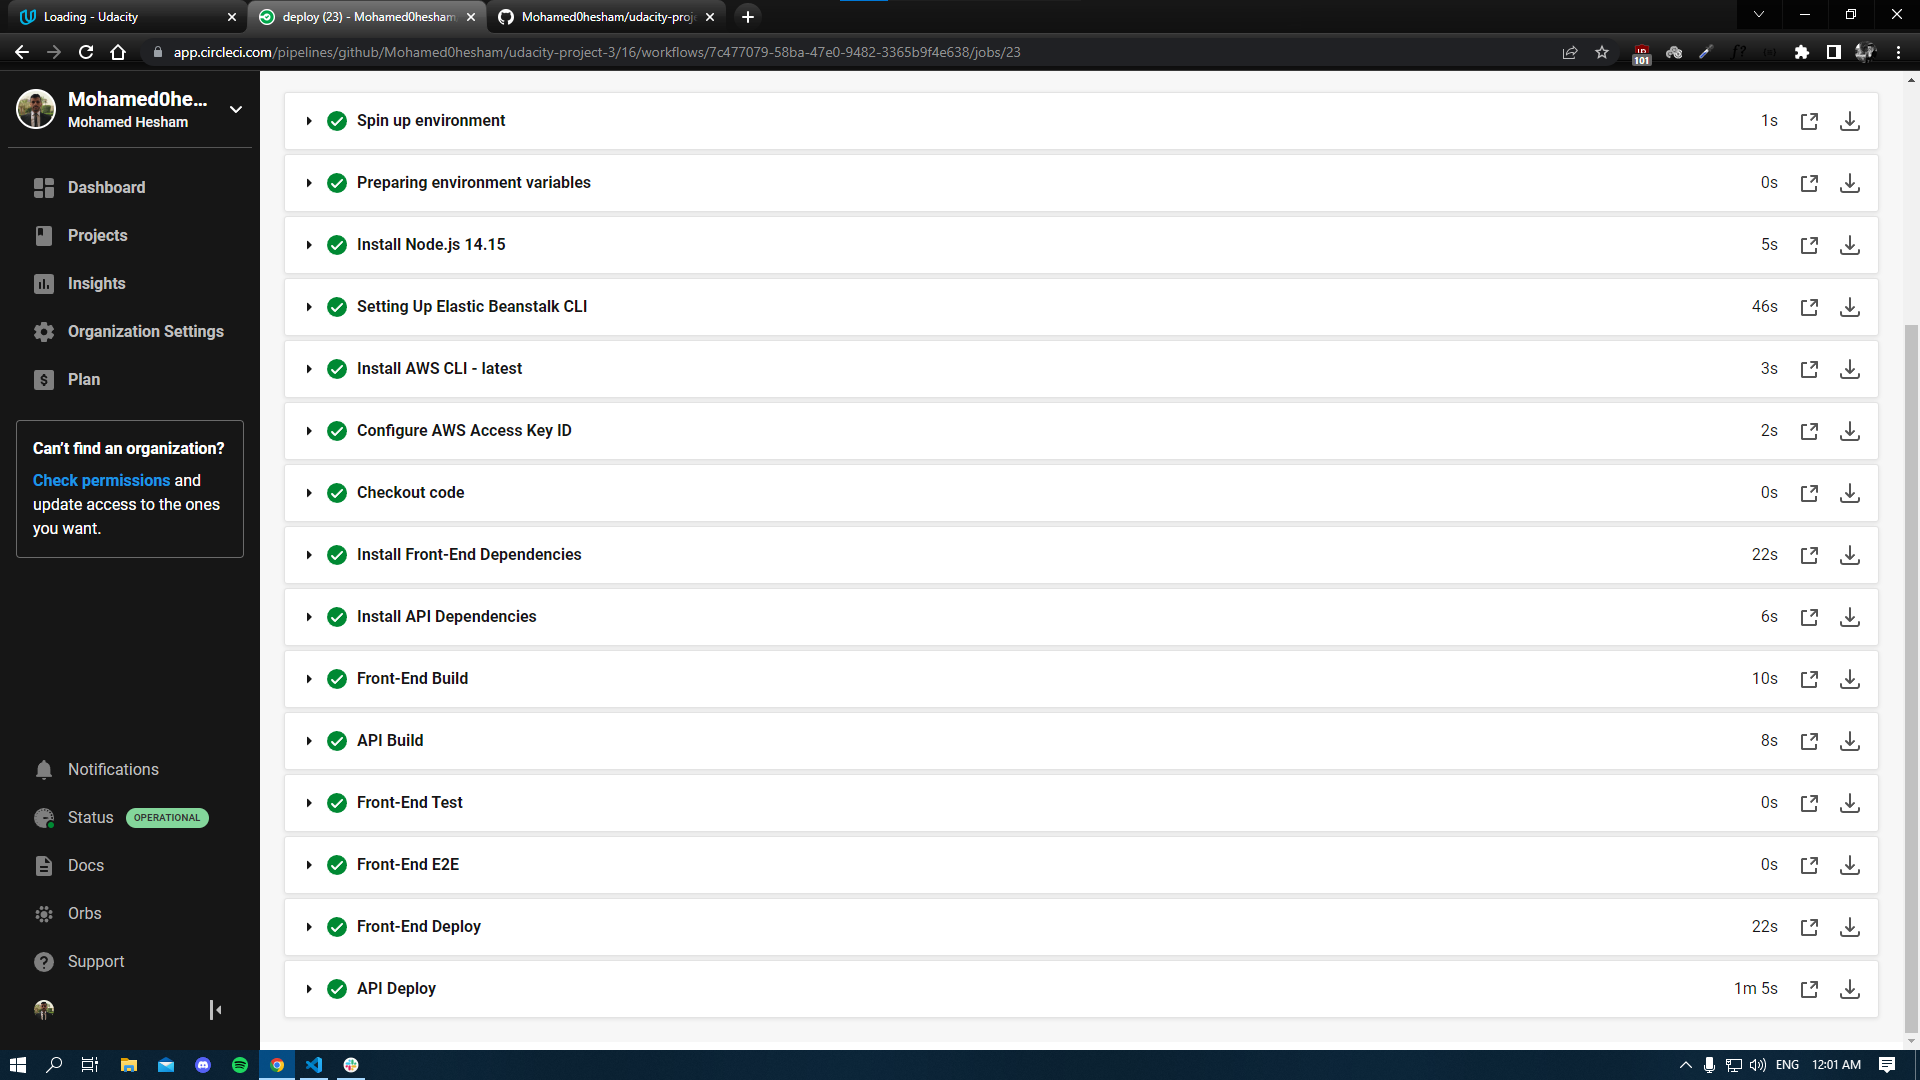 Loading - Udacity
deploy (23) - Mohamed0hesham
Mohamed0hesham/udacity-proj
app.circleci.com/pipelines/github/Mohamed0hesham/udacity-project-3/16/workflows/7c477079-58ba-47e0-9482-3365b9f4e638/jobs/23
101
Mohamed0he...
Mohamed Hesham
Dashboard
Projects
Insights
Organization Settings
Plan
Can't find an organization?
Check permissions and
update access to the ones
you want.
Notifications
Status OPERATIONAL
Docs
Orbs
Support
Spin up environment 1s
Preparing environment variables 0s
Install Node.js 14.15 5s
Setting Up Elastic Beanstalk CLI 46s
Install AWS CLI - latest 3s
Configure AWS Access Key ID 2s
Checkout code 0s
Install Front-End Dependencies 22s
Install API Dependencies 6s
Front-End Build 10s
API Build 8s
Front-End Test 0s
Front-End E2E 0s
Front-End Deploy 22s
API Deploy 1m 5s
ENG 12:01 AM